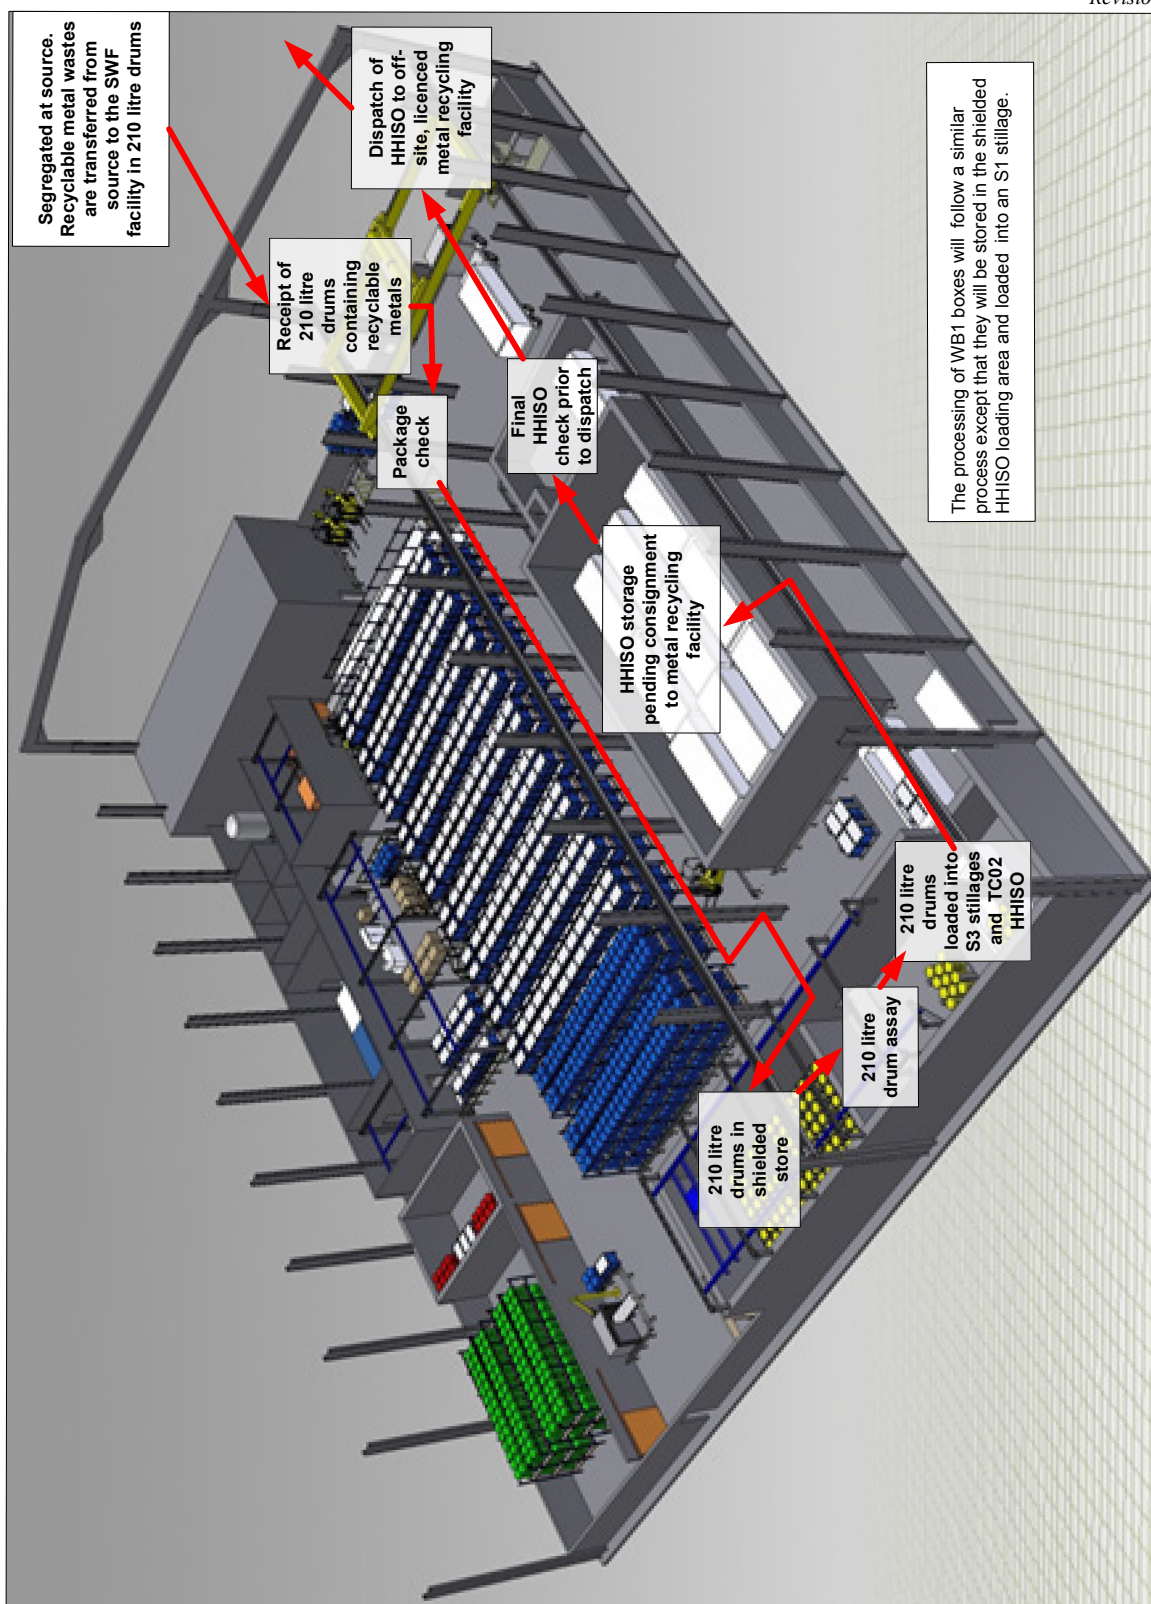 Revisio
Segregated at source.
Recyclable metal wastes
are transferred from
source to the SWF
facility in 210 litre drums
Receipt of
210 litre
drums
containing
recyclable
metals
Package
check
210 litre
drums in
shielded
store
210 litre
drum assay
210 litre
drums
loaded into
S3 stillages
and TC02
HHISO
HHISO storage
pending consignment
to metal recycling
facility
Final
HHISO
check prior
to dispatch
Dispatch of
HHISO to off-
site, licenced
metal recycling
facility
The processing of WB1 boxes will follow a similar
process except that they will be stored in the shielded
HHISO loading area and loaded into an S1 stillage.